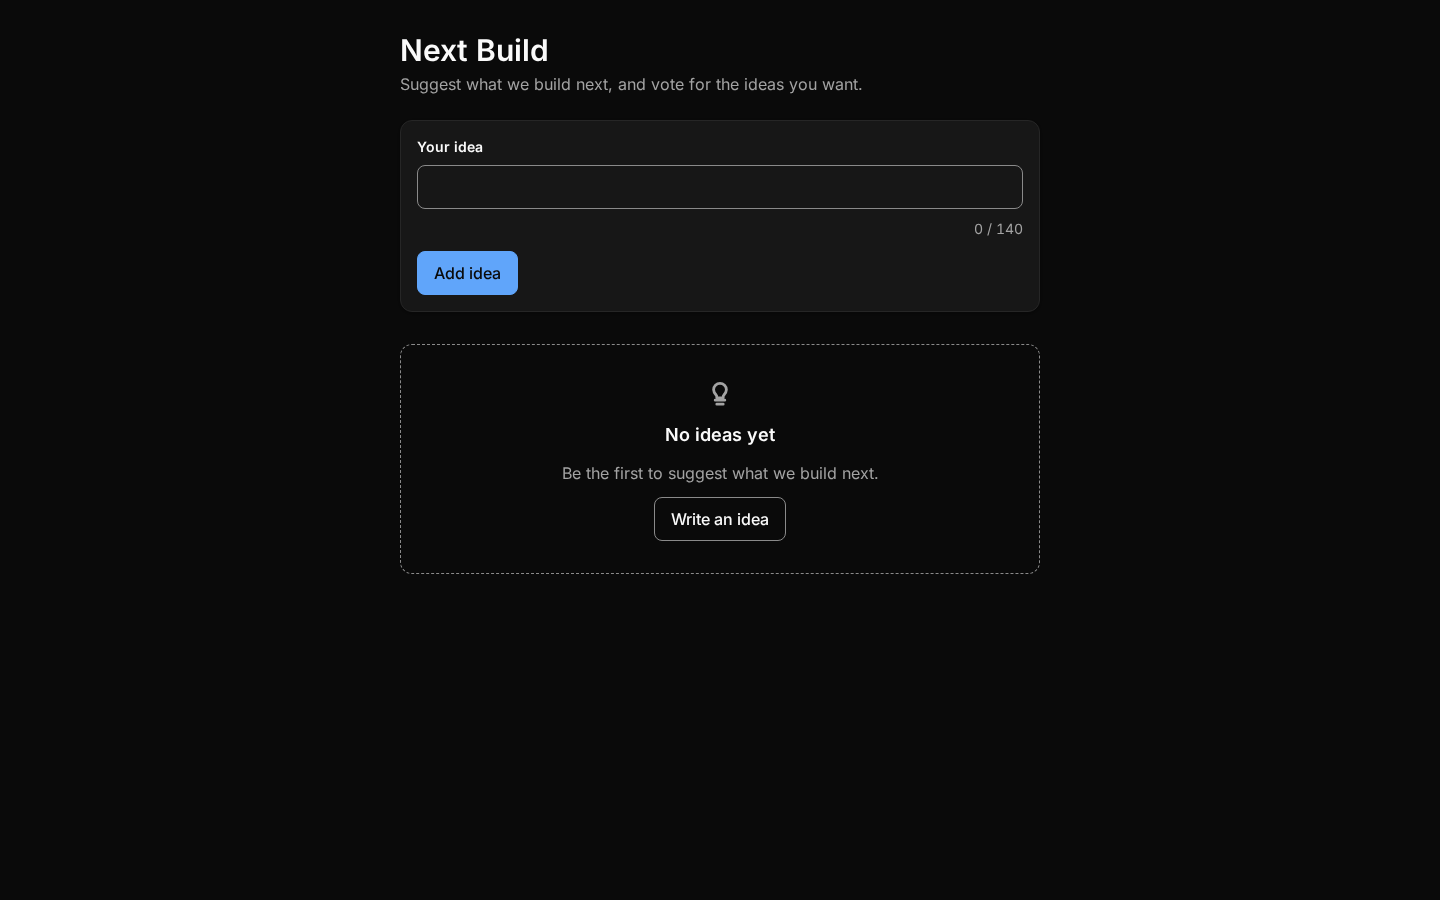 Next Build
Suggest what we build next, and vote for the ideas you want.
Your idea
0 / 140
Add idea
No ideas yet
Be the first to suggest what we build next.
Write an idea